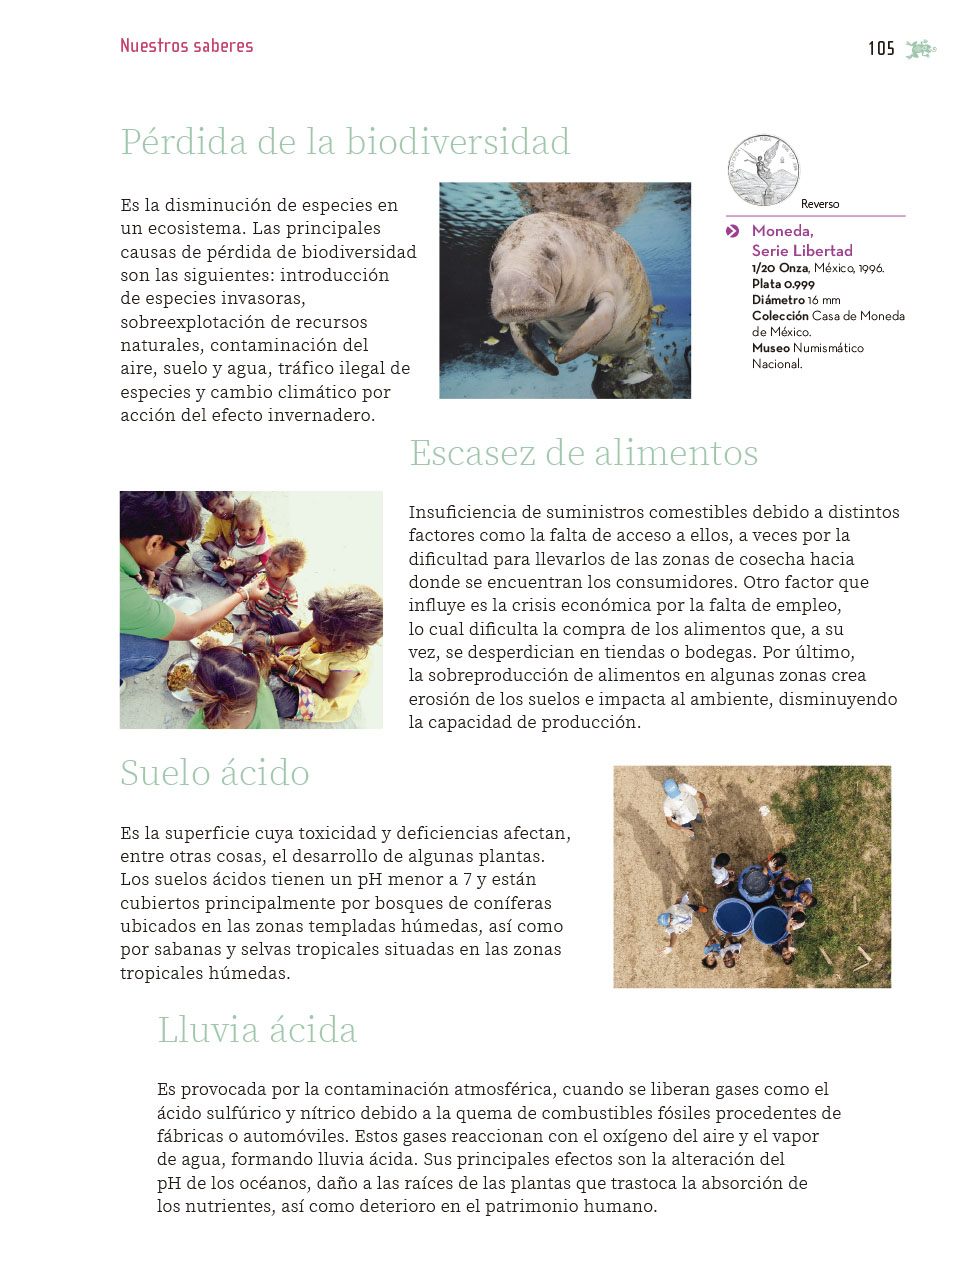 Nuestros saberes
105
Pérdida de la biodiversidad
Es la disminución de especies en
un ecosistema. Las principales
causas de pérdida de biodiversidad
son las siguientes: introducción
de especies invasoras,
sobreexplotación de recursos
naturales, contaminación del
aire, suelo y agua, tráfico ilegal de
especies y cambio climático por
acción del efecto invernadero.
Reverso
Moneda,
Serie Libertad
1/20 Onza, México, 1996.
Plata 0.999
Diámetro 16 mm
Colección Casa de Moneda
de México.
Museo Numismático
Nacional.
Escasez de alimentos
Insuficiencia de suministros comestibles debido a distintos
factores como la falta de acceso a ellos, a veces por la
dificultad para llevarlos de las zonas de cosecha hacia
donde se encuentran los consumidores. Otro factor que
influye es la crisis económica por la falta de empleo,
lo cual dificulta la compra de los alimentos que, a su
vez, se desperdician en tiendas o bodegas. Por último,
la sobreproducción de alimentos en algunas zonas crea
erosión de los suelos e impacta al ambiente, disminuyendo
la capacidad de producción.
Suelo ácido
Es la superficie cuya toxicidad y deficiencias afectan,
entre otras cosas, el desarrollo de algunas plantas.
Los suelos ácidos tienen un pH menor a 7 y están
cubiertos principalmente por bosques de coníferas
ubicados en las zonas templadas húmedas, así como
por sabanas y selvas tropicales situadas en las zonas
tropicales húmedas.
Lluvia ácida
Es provocada por la contaminación atmosférica, cuando se liberan gases como el
ácido sulfúrico y nítrico debido a la quema de combustibles fósiles procedentes de
fábricas o automóviles. Estos gases reaccionan con el oxígeno del aire y el vapor
de agua, formando lluvia ácida. Sus principales efectos son la alteración del
pH de los océanos, daño a las raíces de las plantas que trastoca la absorción de
los nutrientes, así como deterioro en el patrimonio humano.